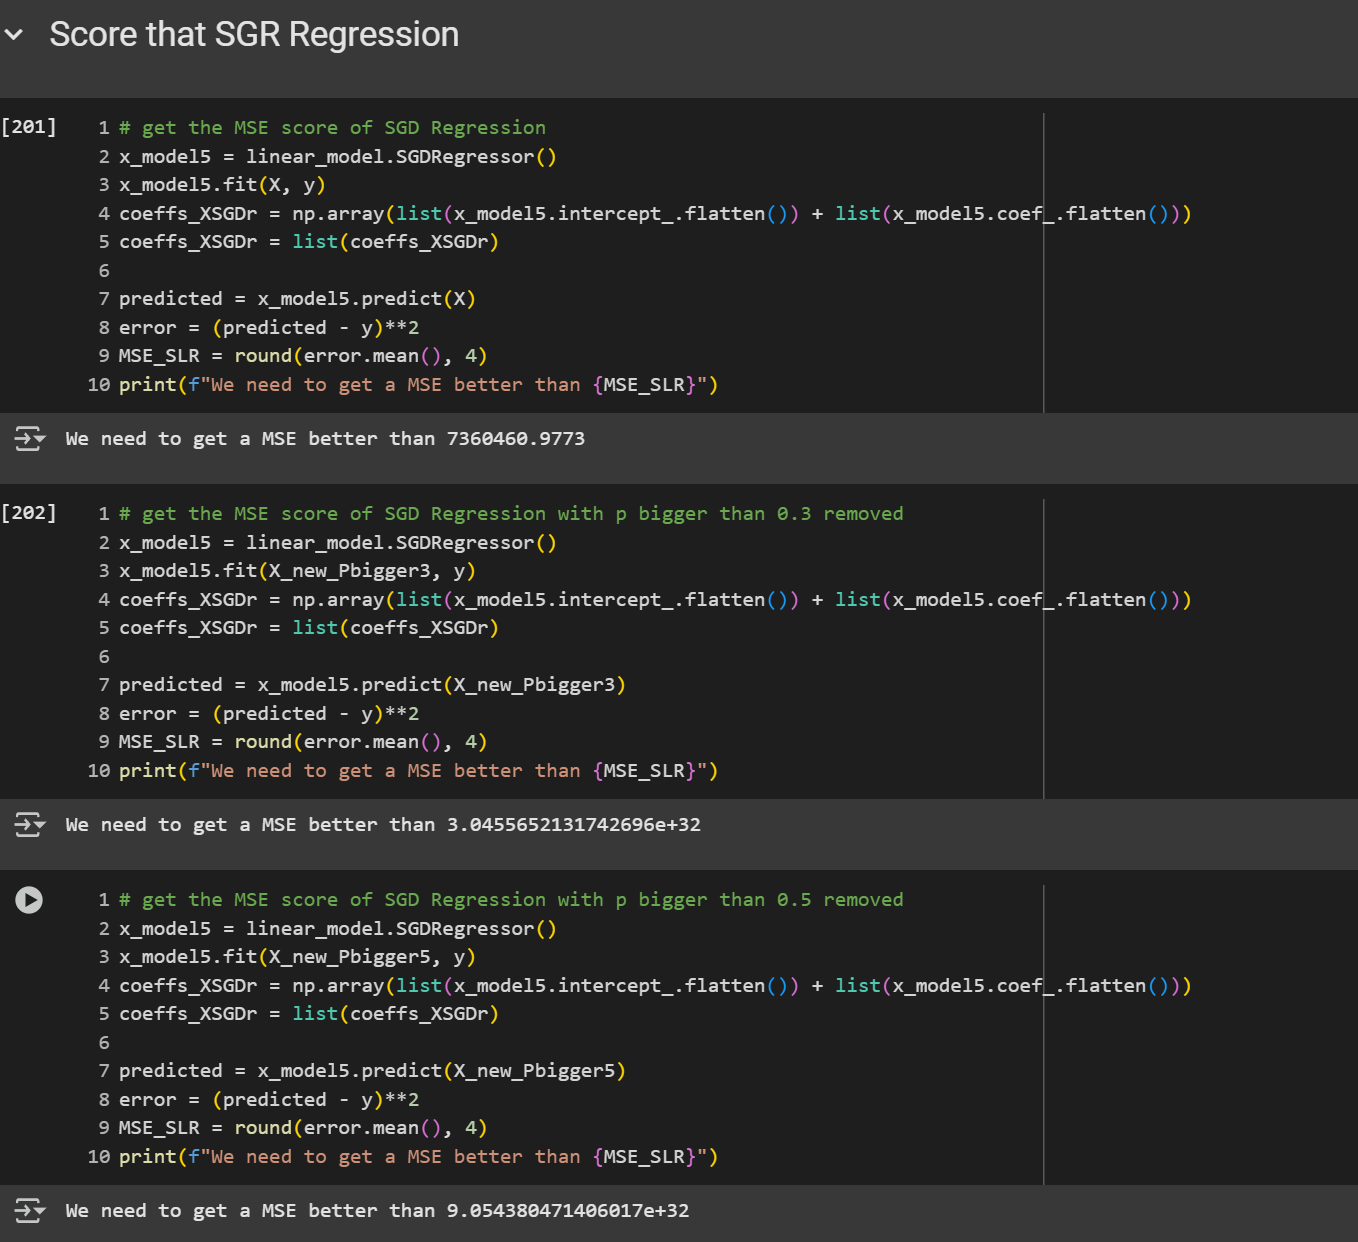 Score that SGR Regression
[201]
1 # get the MSE score of SGD Regression
2 x_model5 = linear_model.SGDRegressor()
3 x_model5.fit(X, y)
4 coeffs_XSGDr = np.array(list(x_model5.intercept_.flatten()) + list(x_model5.coef_.flatten()))
5 coeffs_XSGDr = list(coeffs_XSGDr)
6
7 predicted = x_model5.predict(X)
8 error = (predicted - y)**2
9 MSE_SLR = round(error.mean(), 4)
10 print(f"We need to get a MSE better than {MSE_SLR}")
We need to get a MSE better than 7360460.9773
[202]
1 # get the MSE score of SGD Regression with p bigger than 0.3 removed
2 x_model5 = linear_model.SGDRegressor()
3 x_model5.fit(X_new_Pbigger3, y)
4 coeffs_XSGDr = np.array(list(x_model5.intercept_.flatten()) + list(x_model5.coef_.flatten()))
5 coeffs_XSGDr = list(coeffs_XSGDr)
6
7 predicted = x_model5.predict(X_new_Pbigger3)
8 error = (predicted - y)**2
9 MSE_SLR = round(error.mean(), 4)
10 print(f"We need to get a MSE better than {MSE_SLR}")
We need to get a MSE better than 3.0455652131742696e+32
1 # get the MSE score of SGD Regression with p bigger than 0.5 removed
2 x_model5 = linear_model.SGDRegressor()
3 x_model5.fit(X_new_Pbigger5, y)
4 coeffs_XSGDr = np.array(list(x_model5.intercept_.flatten()) + list(x_model5.coef_.flatten()))
5 coeffs_XSGDr = list(coeffs_XSGDr)
6
7 predicted = x_model5.predict(X_new_Pbigger5)
8 error = (predicted - y)**2
9 MSE_SLR = round(error.mean(), 4)
10 print(f"We need to get a MSE better than {MSE_SLR}")
We need to get a MSE better than 9.054380471406017e+32